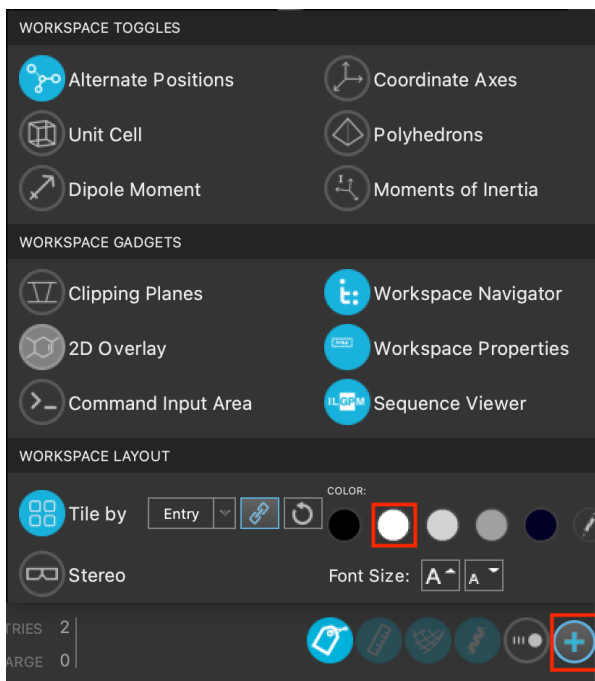 WORKSPACE TOGGLES
Alternate Positions Coordinate Axes
Unit Cell Polyhedrons
Dipole Moment Moments of Inertia
WORKSPACE GADGETS
Clipping Planes Workspace Navigator
2D Overlay Workspace Properties
Command Input Area Sequence Viewer
WORKSPACE LAYOUT
COLOR:
Tile by Entry
Stereo Font Size: A A
TRIES 2
ARGE 0